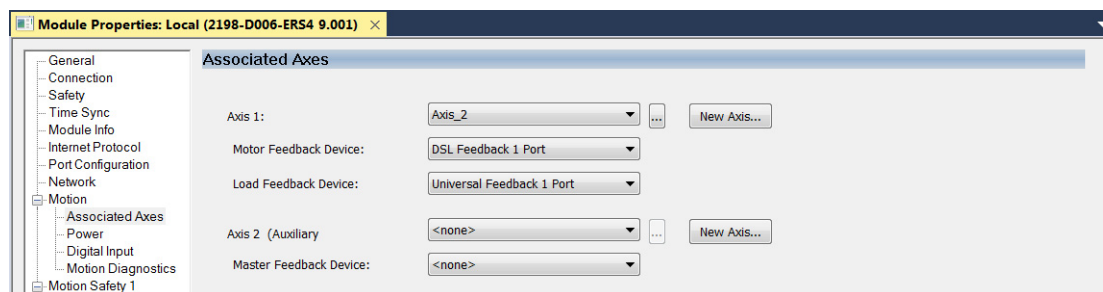 Module Properties: Local (2198-D006-ERS4 9.001) ×
General
Connection
Safety
Time Sync
Module Info
Internet Protocol
Port Configuration
Network
Motion
Associated Axes
Power
Digital Input
Motion Diagnostics
Motion Safety 1
Associated Axes
Axis 1: Axis_2 ... New Axis...
Motor Feedback Device: DSL Feedback 1 Port
Load Feedback Device: Universal Feedback 1 Port
Axis 2 (Auxiliary <none> ... New Axis...
Master Feedback Device: <none>